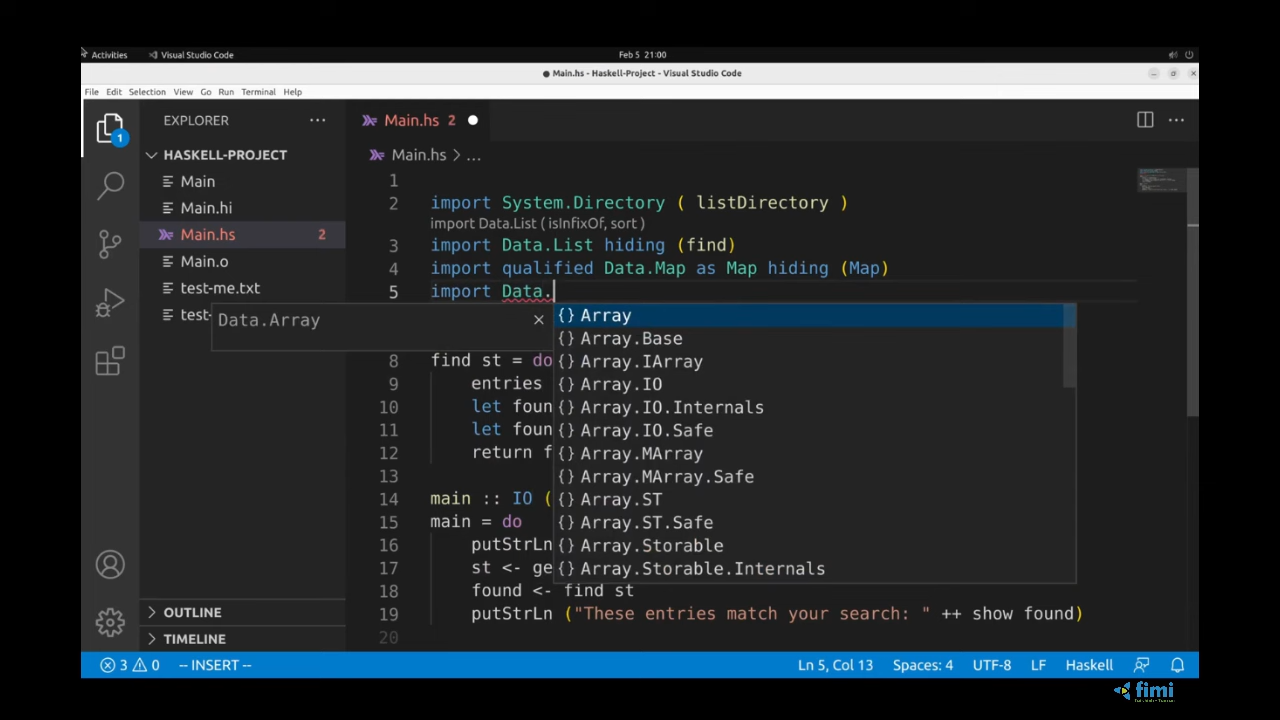 Activities
Visual Studio Code
Feb 5 21:00
● Main.hs - Haskell-Project - Visual Studio Code
File Edit Selection View Go Run Terminal Help
1
EXPLORER
HASKELL-PROJECT
Main
Main.hi
Main.hs 2
Main.o
test-me.txt
test-
OUTLINE
TIMELINE
Main.hs 2
Main.hs > ...
1
2 import System.Directory ( listDirectory )
import Data.List ( isInfixOf, sort )
3 import Data.List hiding (find)
4 import qualified Data.Map as Map hiding (Map)
5 import Data.
Data.Array
{} Array
{} Array.Base
{} Array.IArray
{} Array.IO
{} Array.IO.Internals
{} Array.IO.Safe
{} Array.MArray
{} Array.MArray.Safe
{} Array.ST
{} Array.ST.Safe
{} Array.Storable
{} Array.Storable.Internals
8 find st = do
9 entries
10 let foun
11 let foun
12 return f
13
14 main :: IO (
15 main = do
16 putStrLn
17 st <- ge
18 found <- find st
19 putStrLn ("These entries match your search: " ++ show found)
20
3 0 -- INSERT --
Ln 5, Col 13 Spaces: 4 UTF-8 LF Haskell
fimi